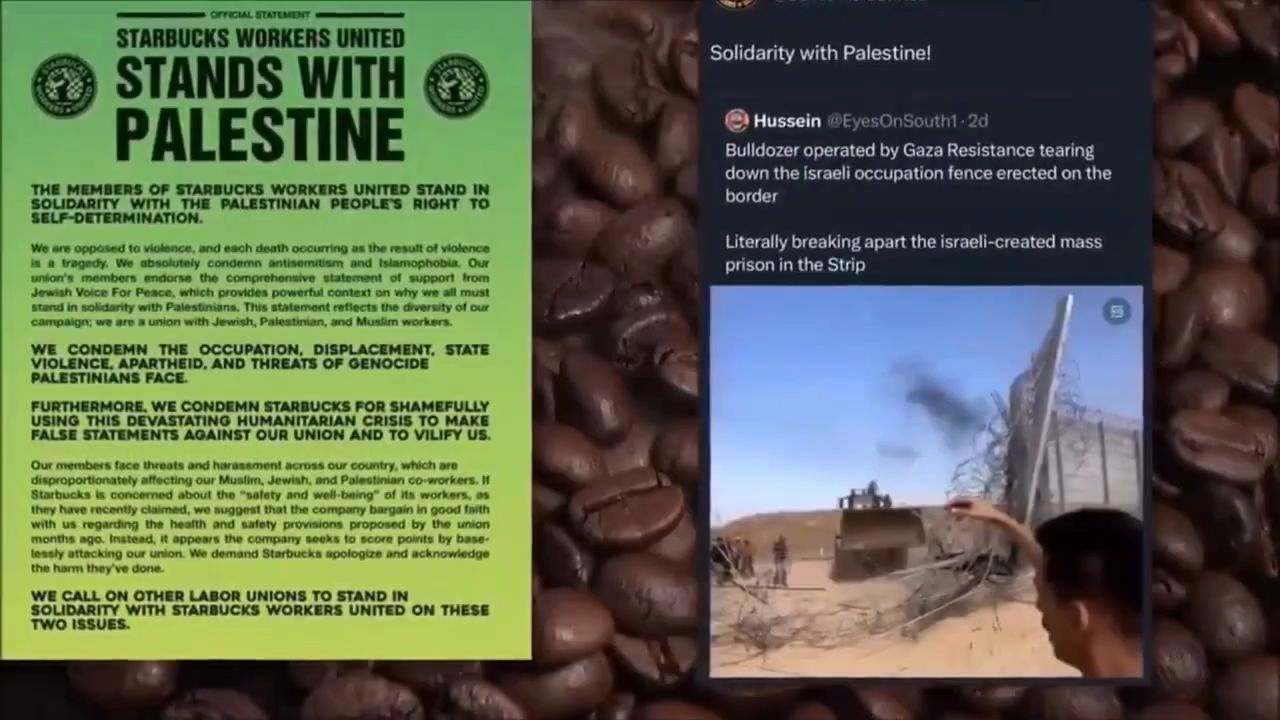 OFFICIAL STATEMENT
STARBUCKS WORKERS UNITED
STANDS WITH
PALESTINE
THE MEMBERS OF STARBUCKS WORKERS UNITED STAND IN
SOLIDARITY WITH THE PALESTINIAN PEOPLE'S RIGHT TO
SELF-DETERMINATION.
We are opposed to violence, and each death occurring as the result of violence
is a tragedy. We absolutely condemn antisemitism and Islamophobia. Our
union's members endorse the comprehensive statement of support from
Jewish Voice For Peace, which provides powerful context on why we all must
stand in solidarity with Palestinians. This statement reflects the diversity of our
campaign; we are a union with Jewish, Palestinian, and Muslim workers.
WE CONDEMN THE OCCUPATION, DISPLACEMENT, STATE
VIOLENCE, APARTHEID, AND THREATS OF GENOCIDE
PALESTINIANS FACE.
FURTHERMORE, WE CONDEMN STARBUCKS FOR SHAMEFULLY
USING THIS DEVASTATING HUMANITARIAN CRISIS TO MAKE
FALSE STATEMENTS AGAINST OUR UNION AND TO VILIFY US.
Our members face threats and harassment across our country, which are
disproportionately affecting our Muslim, Jewish, and Palestinian co-workers. If
Starbucks is concerned about the "safety and well-being" of its workers, as
they have recently claimed, we suggest that the company bargain in good faith
with us regarding the health and safety provisions proposed by the union
months ago. Instead, it appears the company seeks to score points by base-
lessly attacking our union. We demand Starbucks apologize and acknowledge
the harm they've done.
WE CALL ON OTHER LABOR UNIONS TO STAND IN
SOLIDARITY WITH STARBUCKS WORKERS UNITED ON THESE
TWO ISSUES.
Solidarity with Palestine!
Hussein @EyesOnSouth1 · 2d
Bulldozer operated by Gaza Resistance tearing
down the israeli occupation fence erected on the
border
Literally breaking apart the israeli-created mass
prison in the Strip